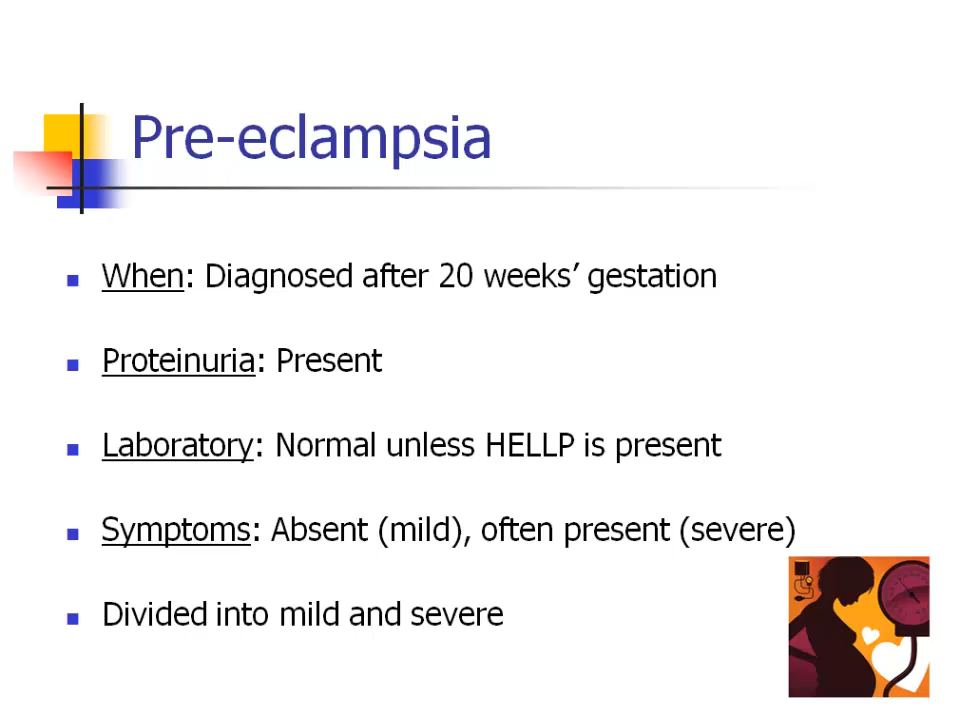 Pre-eclampsia
When: Diagnosed after 20 weeks’ gestation
Proteinuria: Present
Laboratory: Normal unless HELLP is present
Symptoms: Absent (mild), often present (severe)
Divided into mild and severe